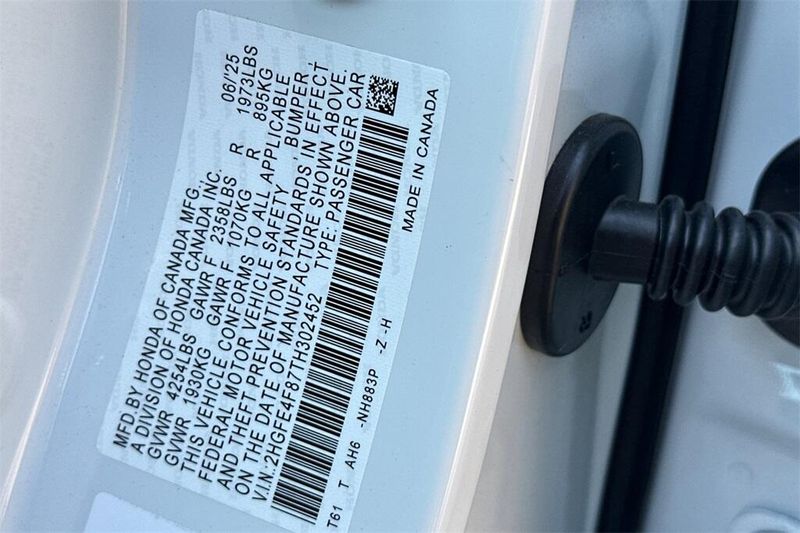 MFD. BY HONDA OF CANADA MFG. 06/'25
A DIVISION OF HONDA CANADA INC.
GVWR 4254LBS GAWR F 2358LBS R 1973LBS
GVWR 1930KG GAWR F 1070KG R 895KG
THIS VEHICLE CONFORMS TO ALL APPLICABLE
FEDERAL MOTOR VEHICLE SAFETY, BUMPER,
AND THEFT PREVENTION STANDARDS IN EFFECT
ON THE DATE OF MANUFACTURE SHOWN ABOVE.
V.I.N.:2HGFE4F87TH302452 TYPE: PASSENGER CAR
T61 T AH6 -NH883P -Z -H
MADE IN CANADA